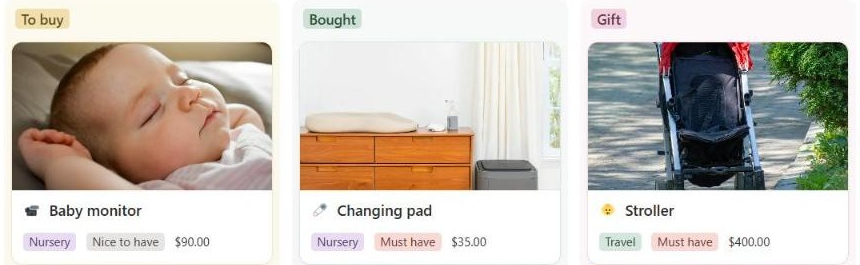 To buy
Bought
Gift
Baby monitor
Nursery Nice to have $90.00
Changing pad
Nursery Must have $35.00
Stroller
Travel Must have $400.00